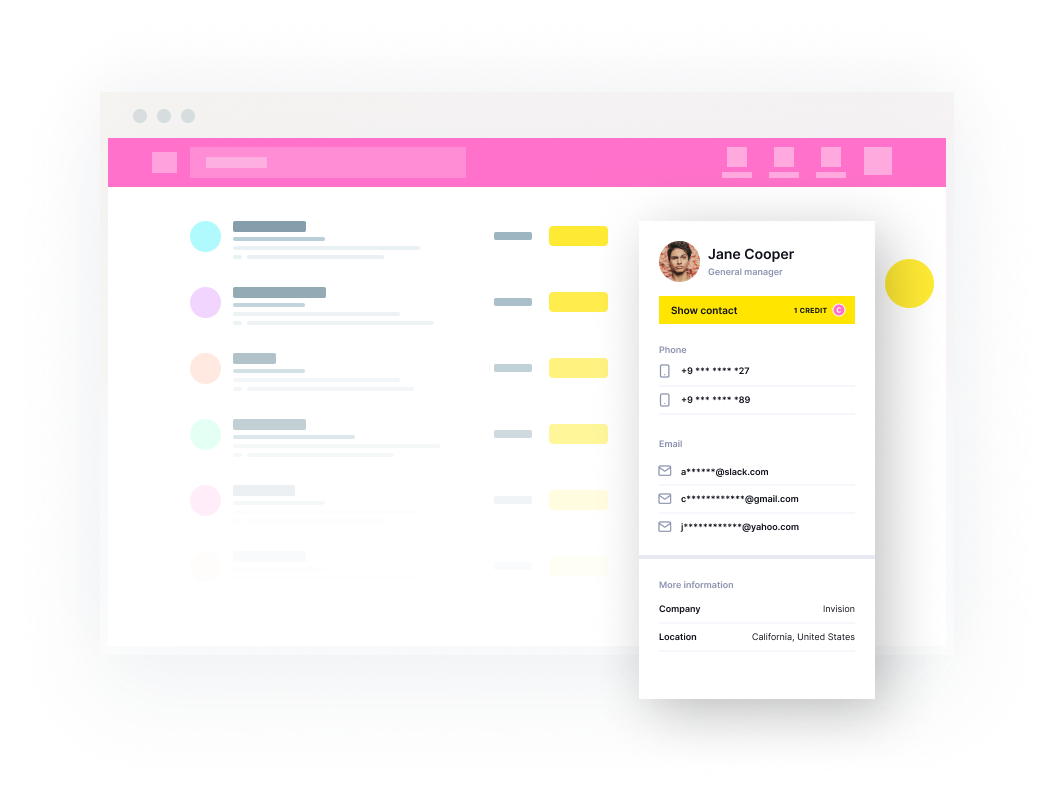 Jane Cooper
General manager
Show contact 1 CREDIT C
Phone
+9 *** **** *27
+9 *** **** *89
Email
a******@slack.com
c************@gmail.com
j************@yahoo.com
More information
Company Invision
Location California, United States